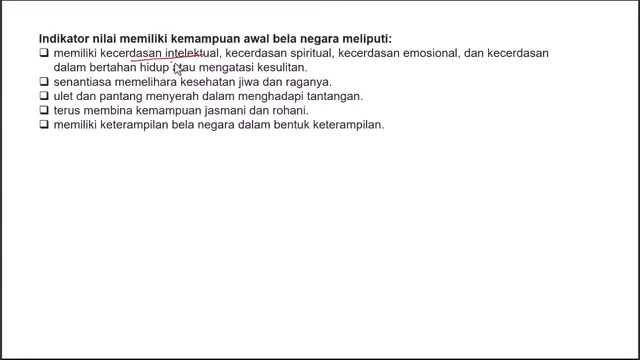 Indikator nilai memiliki kemampuan awal bela negara meliputi:
❑ memiliki kecerdasan intelektual, kecerdasan spiritual, kecerdasan emosional, dan kecerdasan
dalam bertahan hidup atau mengatasi kesulitan.
❑ senantiasa memelihara kesehatan jiwa dan raganya.
❑ ulet dan pantang menyerah dalam menghadapi tantangan.
❑ terus membina kemampuan jasmani dan rohani.
❑ memiliki keterampilan bela negara dalam bentuk keterampilan.